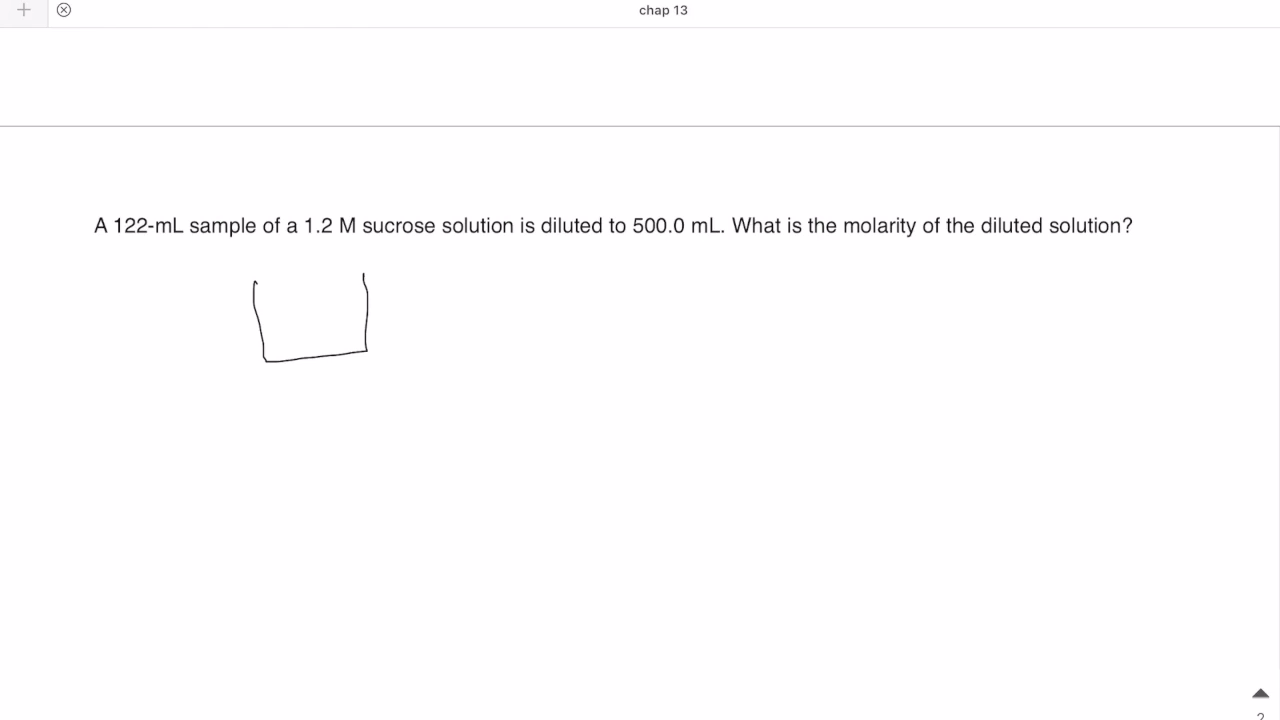 chap 13
A 122-mL sample of a 1.2 M sucrose solution is diluted to 500.0 mL. What is the molarity of the diluted solution?